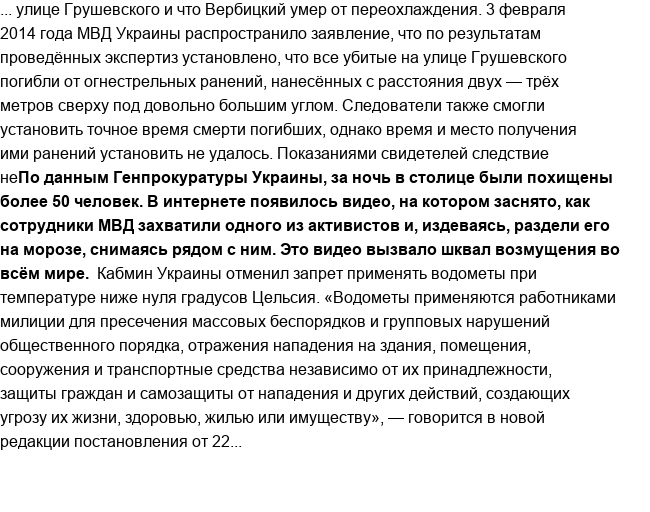 ... улице Грушевского и что Вербицкий умер от переохлаждения. 3 февраля
2014 года МВД Украины распространило заявление, что по результатам
проведённых экспертиз установлено, что все убитые на улице Грушевского
погибли от огнестрельных ранений, нанесённых с расстояния двух — трёх
метров сверху под довольно большим углом. Следователи также смогли
установить точное время смерти погибших, однако время и место получения
ими ранений установить не удалось. Показаниями свидетелей следствие
неПо данным Генпрокуратуры Украины, за ночь в столице были похищены
более 50 человек. В интернете появилось видео, на котором заснято, как
сотрудники МВД захватили одного из активистов и, издеваясь, раздели его
на морозе, снимаясь рядом с ним. Это видео вызвало шквал возмущения во
всём мире. Кабмин Украины отменил запрет применять водометы при
температуре ниже нуля градусов Цельсия. «Водометы применяются работниками
милиции для пресечения массовых беспорядков и групповых нарушений
общественного порядка, отражения нападения на здания, помещения,
сооружения и транспортные средства независимо от их принадлежности,
защиты граждан и самозащиты от нападения и других действий, создающих
угрозу их жизни, здоровью, жилью или имуществу», — говорится в новой
редакции постановления от 22...